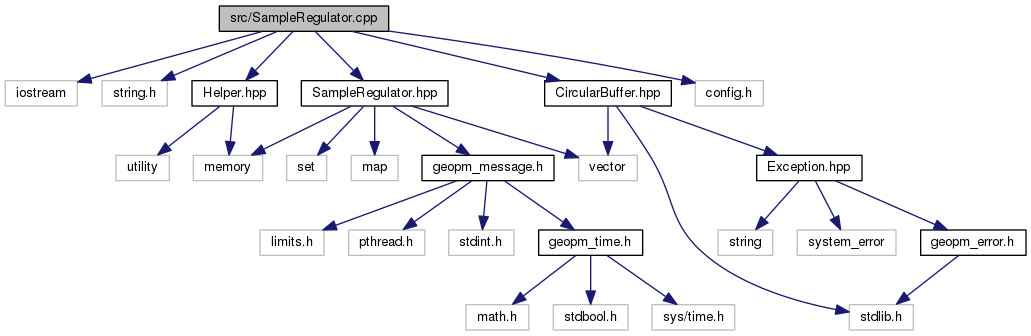 src/SampleRegulator.cpp
iostream
string.h
Helper.hpp
SampleRegulator.hpp
CircularBuffer.hpp
config.h
utility
memory
set
map
geopm_message.h
vector
Exception.hpp
limits.h
pthread.h
stdint.h
geopm_time.h
string
system_error
geopm_error.h
math.h
stdbool.h
sys/time.h
stdlib.h